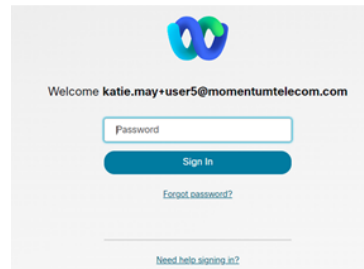 Welcome katie.may+user5@momentumtelecom.com
Password
Sign In
Forgot password?
Need help signing in?